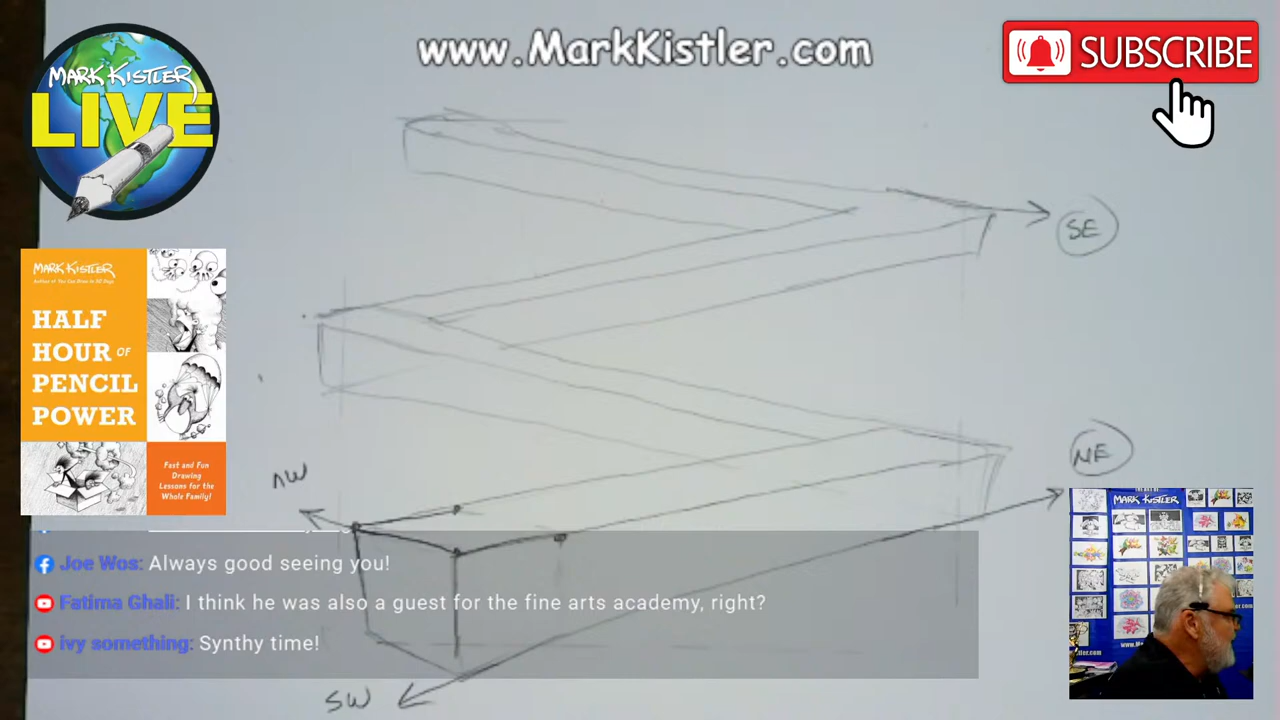 www.MarkKistler.com
SUBSCRIBE
MARK KISTLER
LIVE
MARK KISTLER
HALF
HOUR OF
PENCIL
POWER
Fast and Fun
Drawing
Lessons for the
Whole Family!
SE
NE
NW
SW
Joe Wos: Always good seeing you!
Fatima Ghali: I think he was also a guest for the fine arts academy, right?
ivy something: Synthy time!
MARK KISTLER